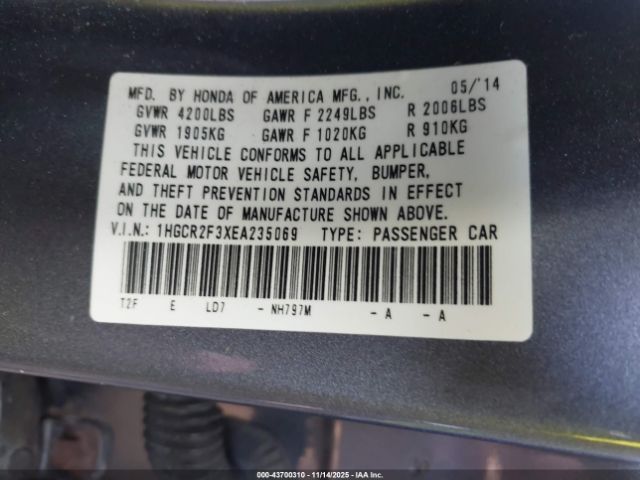 MFD. BY HONDA OF AMERICA MFG., INC. 05/'14
GVWR 4200LBS GAWR F 2249LBS R 2006LBS
GVWR 1905KG GAWR F 1020KG R 910KG
THIS VEHICLE CONFORMS TO ALL APPLICABLE
FEDERAL MOTOR VEHICLE SAFETY, BUMPER,
AND THEFT PREVENTION STANDARDS IN EFFECT
ON THE DATE OF MANUFACTURE SHOWN ABOVE.
V.I.N.: 1HGCR2F3XEA235069 TYPE: PASSENGER CAR
T2F E LD7 - NH797M - A - A
000-43700310 - 11/14/2025 - IAA Inc.